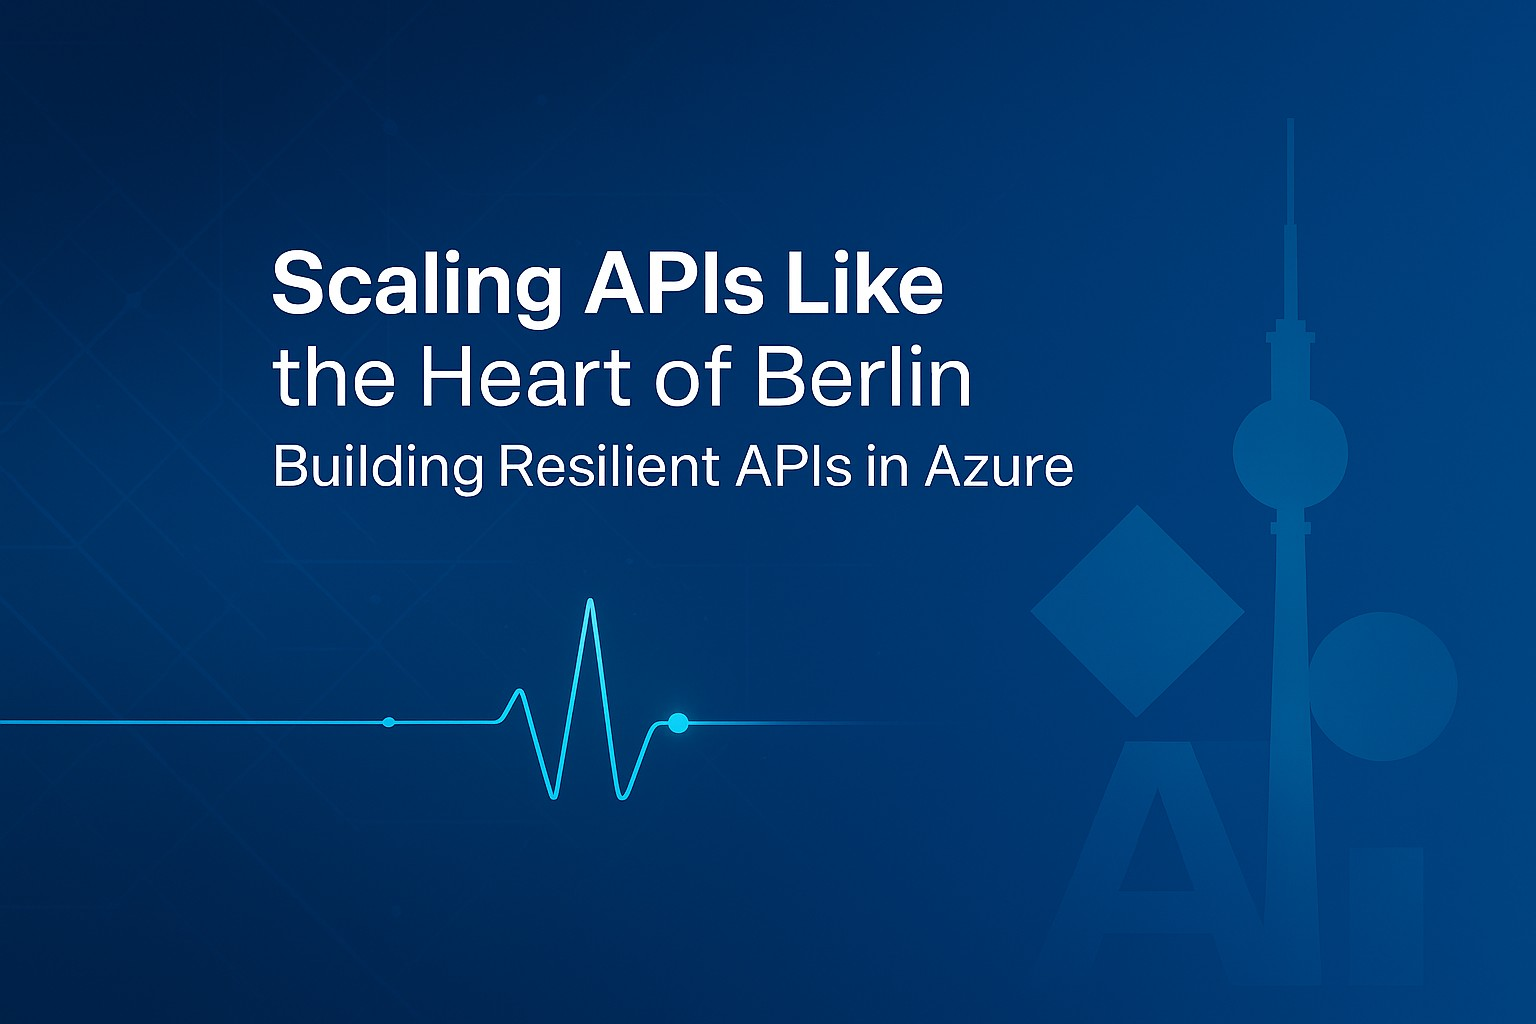 Scaling APIs Like
the Heart of Berlin
Building Resilient APIs in Azure
A